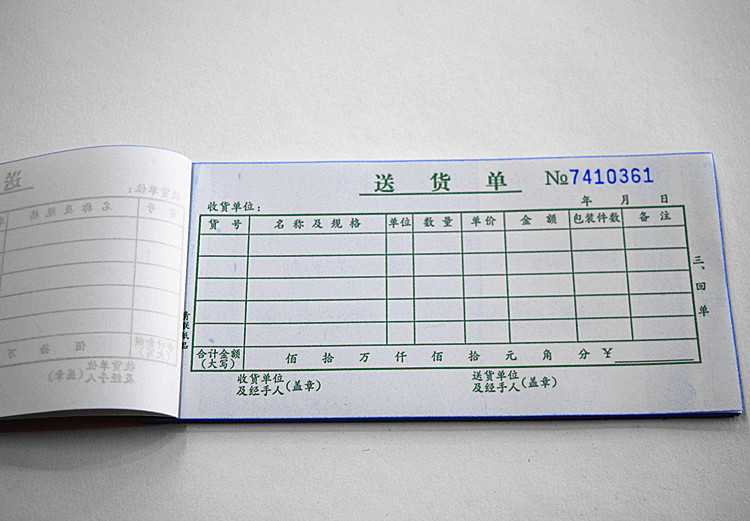 送货单 №7410361
收货单位： 年 月 日
货号 名称及规格 单位 数量 单价 金额 包装件数 备注
三、回单
合计金额(大写) 佰 拾 万 仟 佰 拾 元 角 分 ￥
收货单位及经手人(盖章) 送货单位及经手人(盖章)